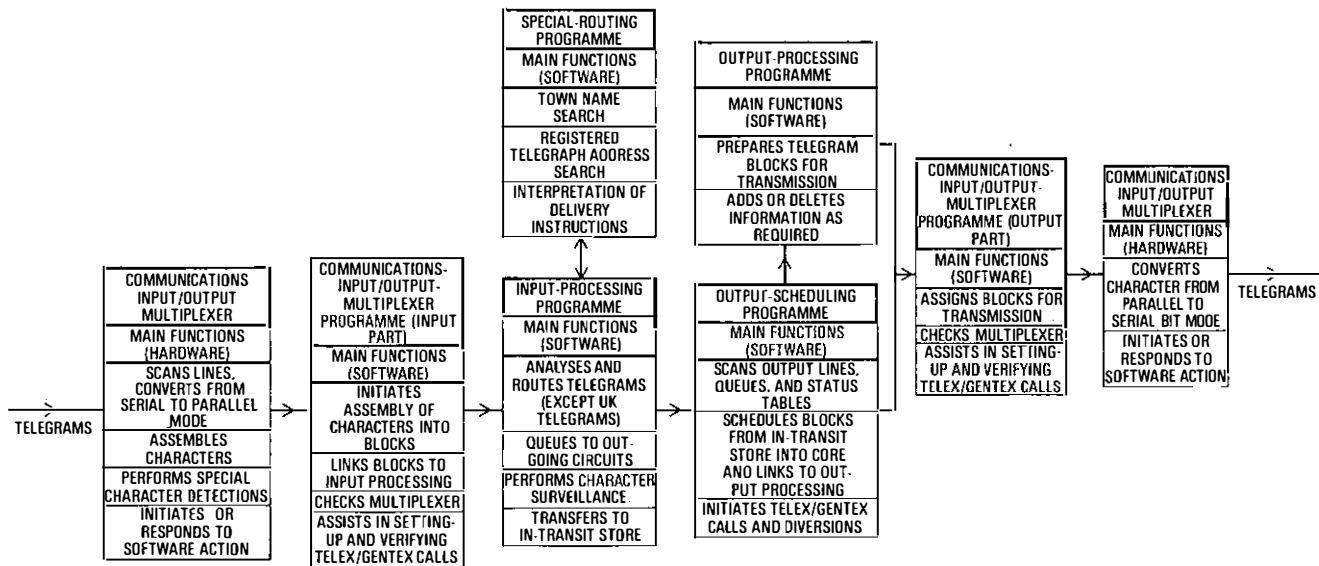 TELEGRAMS
COMMUNICATIONS
INPUT/OUTPUT
MULTIPLEXER
MAIN FUNCTIONS
(HARDWARE)
SCANS LINES,
CONVERTS FROM
SERIAL TO PARALLEL
MODE
ASSEMBLES
CHARACTERS
PERFORMS SPECIAL
CHARACTER DETECTIONS
INITIATES OR
RESPONDS TO
SOFTWARE ACTION
COMMUNICATIONS-
INPUT/OUTPUT-
MULTIPLEXER
PROGRAMME (INPUT
PART)
MAIN FUNCTIONS
(SOFTWARE)
INITIATES
ASSEMBLY OF
CHARACTERS INTO
BLOCKS
LINKS BLOCKS TO
INPUT PROCESSING
CHECKS MULTIPLEXER
ASSISTS IN SETTING-
UP AND VERIFYING
TELEX/GENTEX CALLS
SPECIAL-ROUTING
PROGRAMME
MAIN FUNCTIONS
(SOFTWARE)
TOWN NAME
SEARCH
REGISTERED
TELEGRAPH ADDRESS
SEARCH
INTERPRETATION OF
DELIVERY
INSTRUCTIONS
INPUT-PROCESSING
PROGRAMME
MAIN FUNCTIONS
(SOFTWARE)
ANALYSES AND
ROUTES TELEGRAMS
(EXCEPT UK
TELEGRAMS)
QUEUES TO OUT-
GOING CIRCUITS
PERFORMS CHARACTER
SURVEILLANCE
TRANSFERS TO
IN-TRANSIT STORE
OUTPUT-PROCESSING
PROGRAMME
MAIN FUNCTIONS
(SOFTWARE)
PREPARES TELEGRAM
BLOCKS FOR
TRANSMISSION
ADDS OR DELETES
INFORMATION AS
REQUIRED
OUTPUT-SCHEDULING
PROGRAMME
MAIN FUNCTIONS
(SOFTWARE)
SCANS OUTPUT LINES,
QUEUES, AND STATUS
TABLES
SCHEDULES BLOCKS
FROM IN-TRANSIT
STORE INTO CORE
AND LINKS TO OUT-
PUT PROCESSING
INITIATES TELEX/GENTEX
CALLS AND DIVERSIONS
COMMUNICATIONS-
INPUT/OUTPUT-
MULTIPLEXER
PROGRAMME (OUTPUT
PART)
MAIN FUNCTIONS
(SOFTWARE)
ASSIGNS BLOCKS FOR
TRANSMISSION
CHECKS MULTIPLEXER
ASSISTS IN SETTING-
UP AND VERIFYING
TELEX/GENTEX CALLS
COMMUNICATIONS
INPUT/OUTPUT
MULTIPLEXER
MAIN FUNCTIONS
(HARDWARE)
CONVERTS
CHARACTER FROM
PARALLEL TO
SERIAL BIT MODE
INITIATES OR
RESPONDS TO
SOFTWARE ACTION
TELEGRAMS